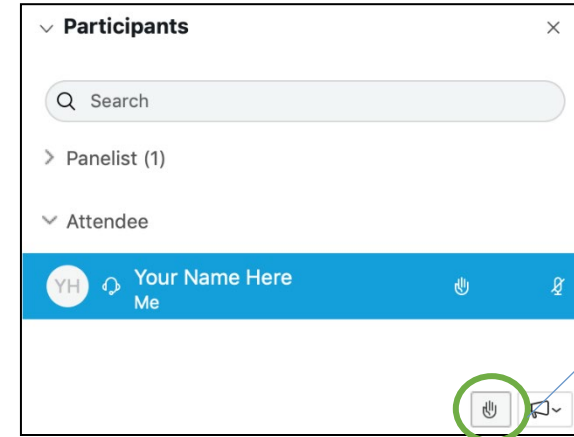 Participants
Search
Panelist (1)
Attendee
YH
Your Name Here
Me